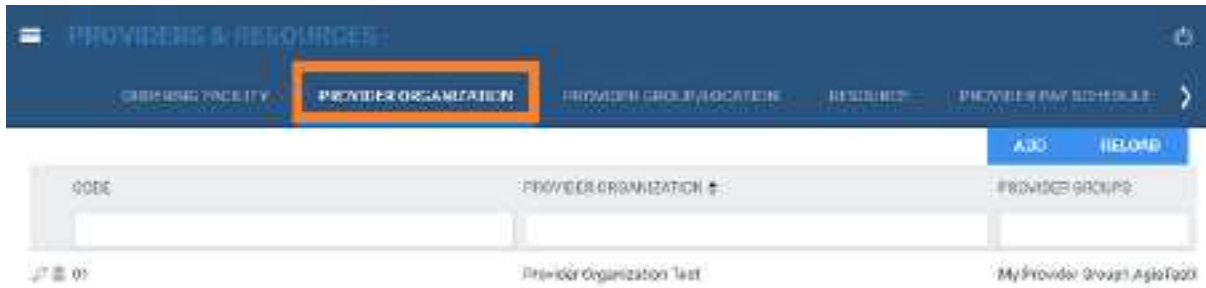 PROVIDERS & RESOURCES
ORDERING FACILITY PROVIDER ORGANIZATION PROVIDER GROUP/LOCATION RESOURCE PROVIDER PAY SCHEDULE
ADD RELOAD
CODE PROVIDER ORGANIZATION PROVIDER GROUPS
01 Provider Organization Test My Provider Group1